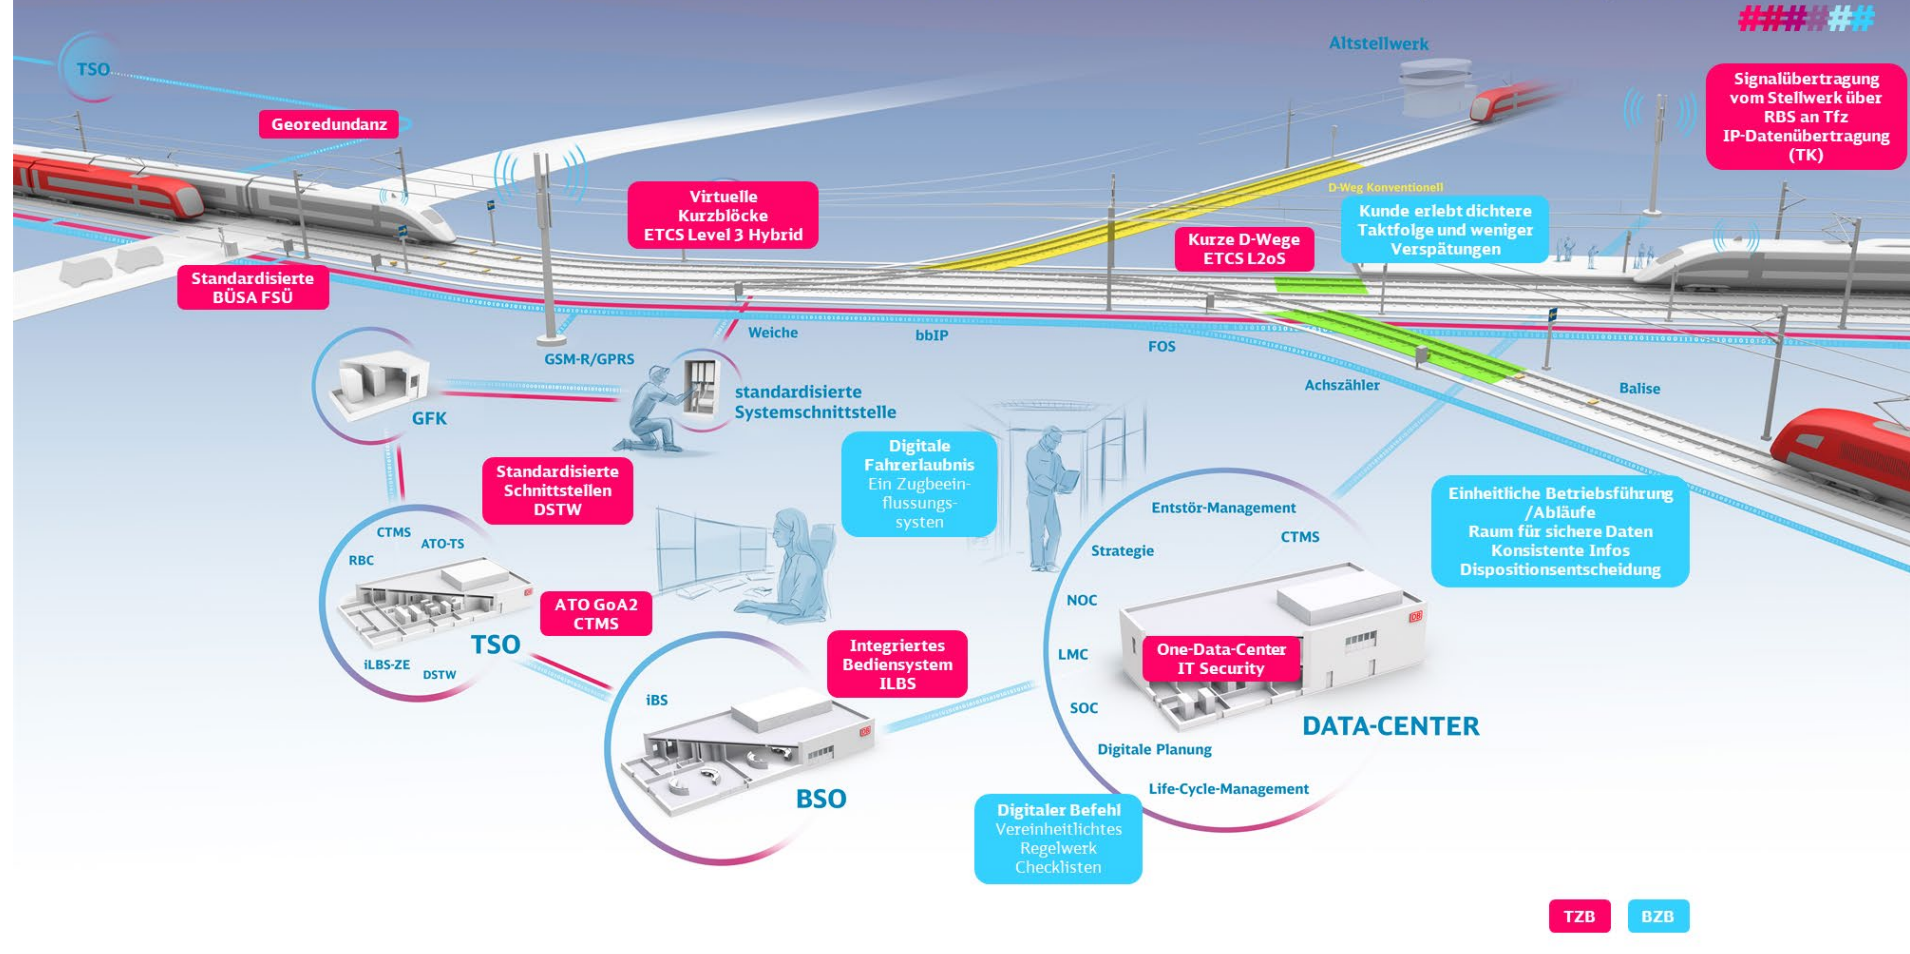 #######
Altstellwerk
TSO
Georedundanz
Signalübertragung
vom Stellwerk über
RBS an Tfz
IP-Datenübertragung
(TK)
Virtuelle
Kurzblöcke
ETCS Level 3 Hybrid
D-Weg Konventionell
Kunde erlebt dichtere
Taktfolge und weniger
Verspätungen
Kurze D-Wege
ETCS L2oS
Standardisierte
BÜSA FSÜ
Weiche
bbIP
FOS
GSM-R/GPRS
Achszähler
Balise
GFK
standardisierte
Systemschnittstelle
Digitale
Fahrerlaubnis
Ein Zugbeein-
flussungs-
systen
Standardisierte
Schnittstellen
DSTW
Einheitliche Betriebsführung
/Abläufe
Raum für sichere Daten
Konsistente Infos
Dispositionsentscheidung
CTMS
ATO-TS
RBC
DB
TSO
iLBS-ZE
DSTW
ATO GoA2
CTMS
Entstör-Management
CTMS
Strategie
NOC
LMC
SOC
Digitale Planung
Life-Cycle-Management
DB
One-Data-Center
IT Security
DATA-CENTER
Integriertes
Bediensystem
ILBS
iBS
DB
BSO
Digitaler Befehl
Vereinheitlichtes
Regelwerk
Checklisten
TZB
BZB